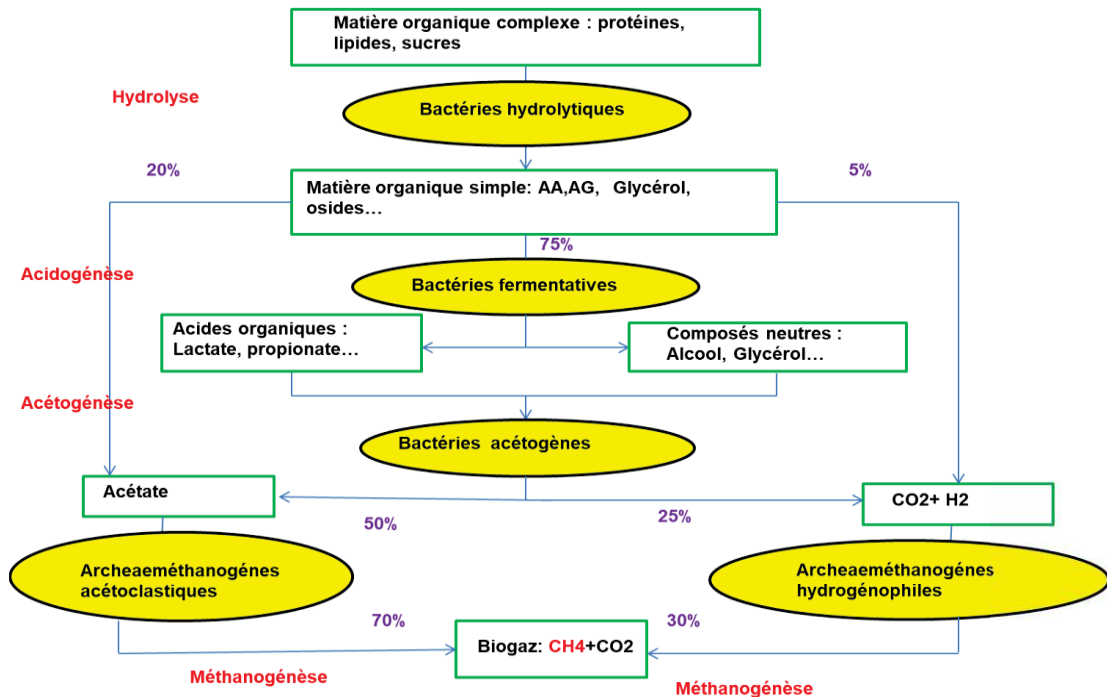 Matière organique complexe : protéines,
lipides, sucres
Hydrolyse
Bactéries hydrolytiques
20%
5%
Matière organique simple: AA,AG, Glycérol,
osides…
75%
Acidogénèse
Bactéries fermentatives
Acides organiques :
Lactate, propionate…
Composés neutres :
Alcool, Glycérol…
Acétogénèse
Bactéries acétogènes
Acétate
CO2+ H2
50%
25%
Archaeaeméthanogénes
acétoclastiques
Archaeaeméthanogénes
hydrogénophiles
70%
30%
Biogaz: CH4+CO2
Méthanogénèse
Méthanogénèse